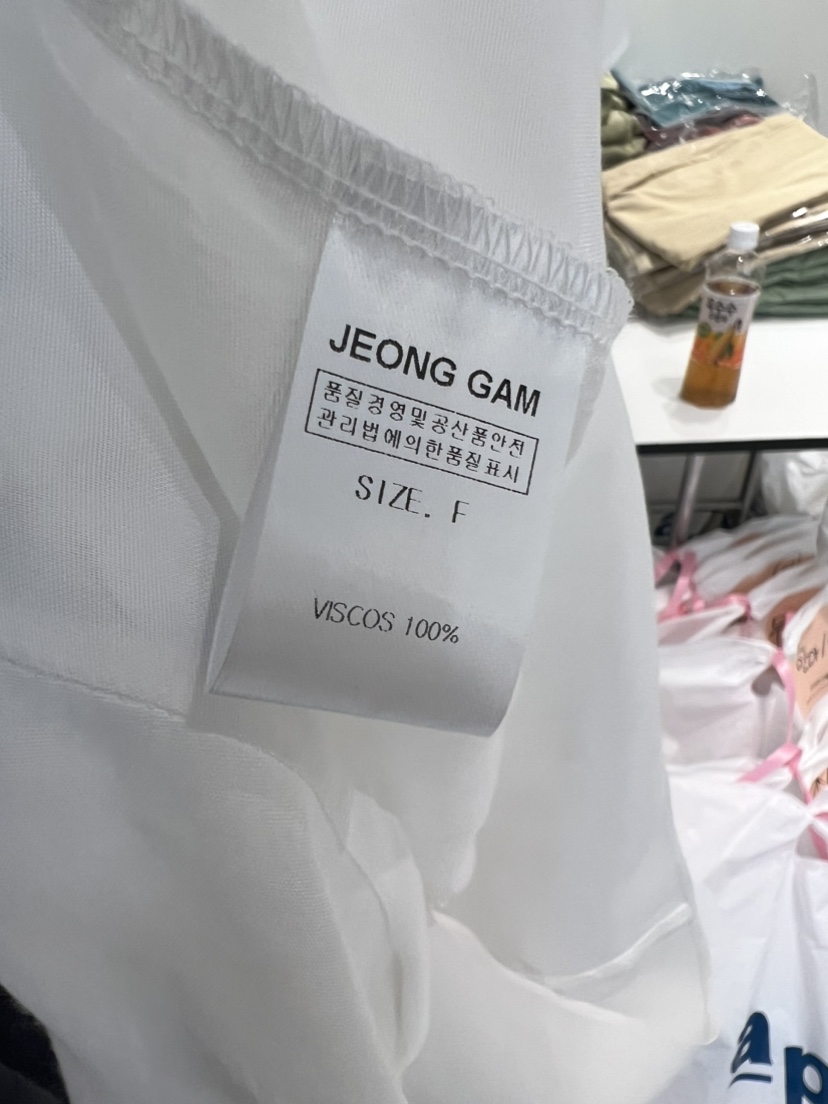 JEONG GAM
품질경영및공산품안전
관리법에의한품질표시
SIZE. F
VISCOS 100%
ap